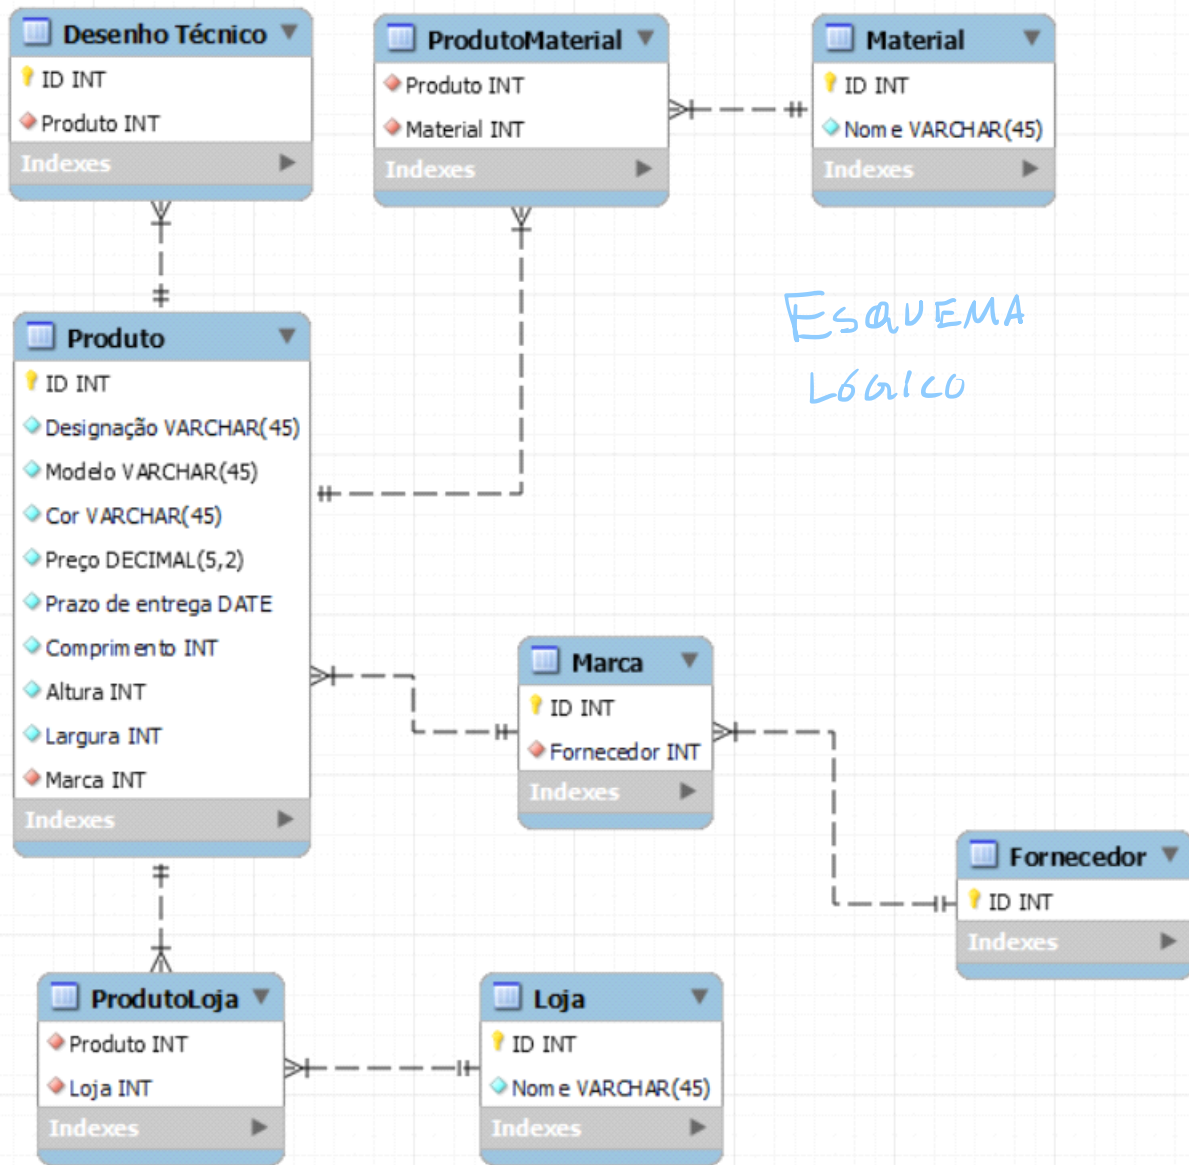 Desenho Técnico
ID INT
Produto INT
Indexes
ProdutoMaterial
Produto INT
Material INT
Indexes
Material
ID INT
Nome VARCHAR(45)
Indexes
ESQUEMA
LÓGICO
Produto
ID INT
Designação VARCHAR(45)
Modelo VARCHAR(45)
Cor VARCHAR(45)
Preço DECIMAL(5,2)
Prazo de entrega DATE
Comprimento INT
Altura INT
Largura INT
Marca INT
Indexes
Marca
ID INT
Fornecedor INT
Indexes
Fornecedor
ID INT
Indexes
ProdutoLoja
Produto INT
Loja INT
Indexes
Loja
ID INT
Nome VARCHAR(45)
Indexes